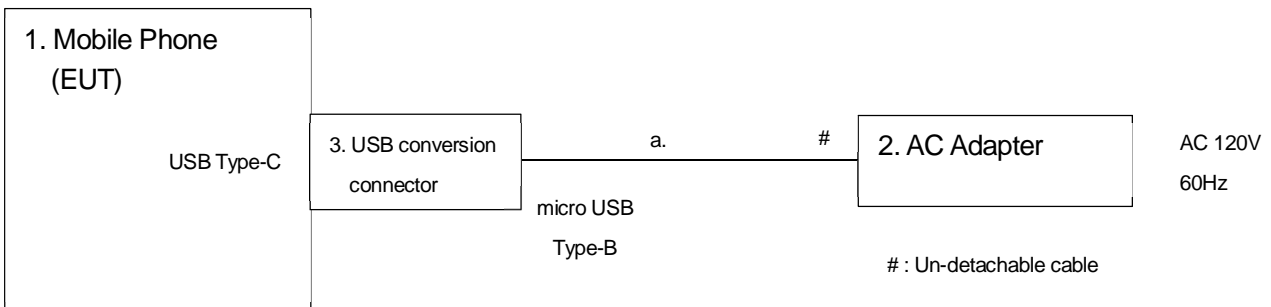 1. Mobile Phone
(EUT)
USB Type-C
3. USB conversion
connector
a.
#
micro USB
Type-B
2. AC Adapter
AC 120V
60Hz
# : Un-detachable cable